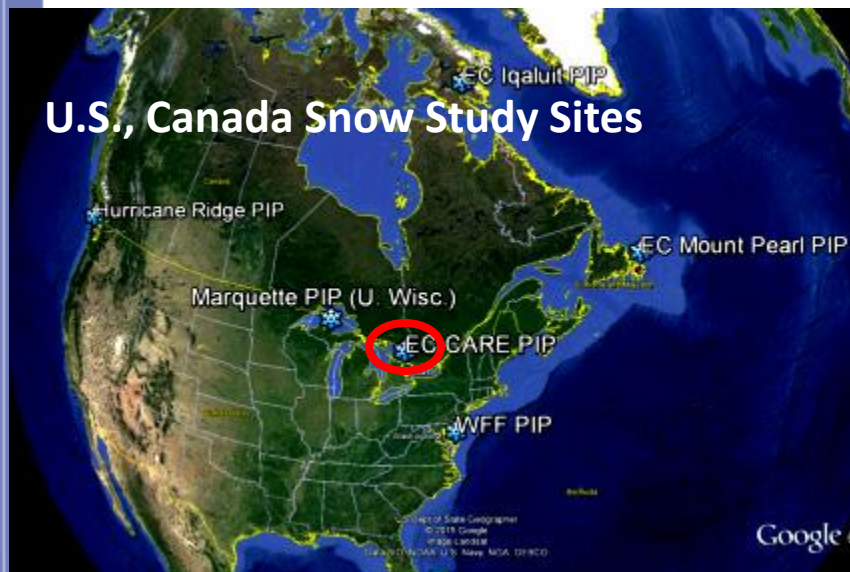 EC Iqaluit PIP
U.S., Canada Snow Study Sites
Hurricane Ridge PIP
EC Mount Pearl PIP
Marquette PIP (U. Wisc.)
EC CARE PIP
WFF PIP
Bermuda
Google